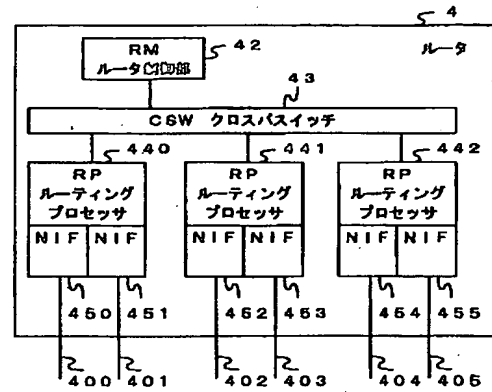 4
ルータ
RM
ルータ制御部
42
43
CSW クロスバスイッチ
440
441
442
RP
ルーティング
プロセッサ
NIF NIF
RP
ルーティング
プロセッサ
NIF NIF
RP
ルーティング
プロセッサ
NIF NIF
450 451 452 453 454 455
400 401 402 403 404 405